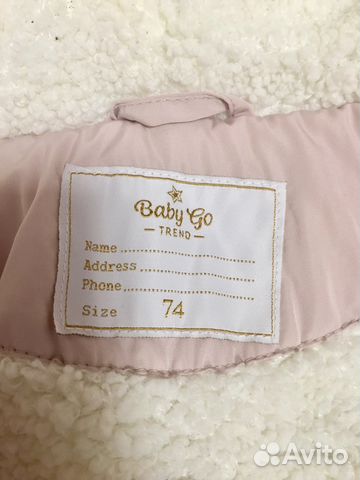 Baby Go
— TREND —
Name
Address
Phone
Size 74
Avito